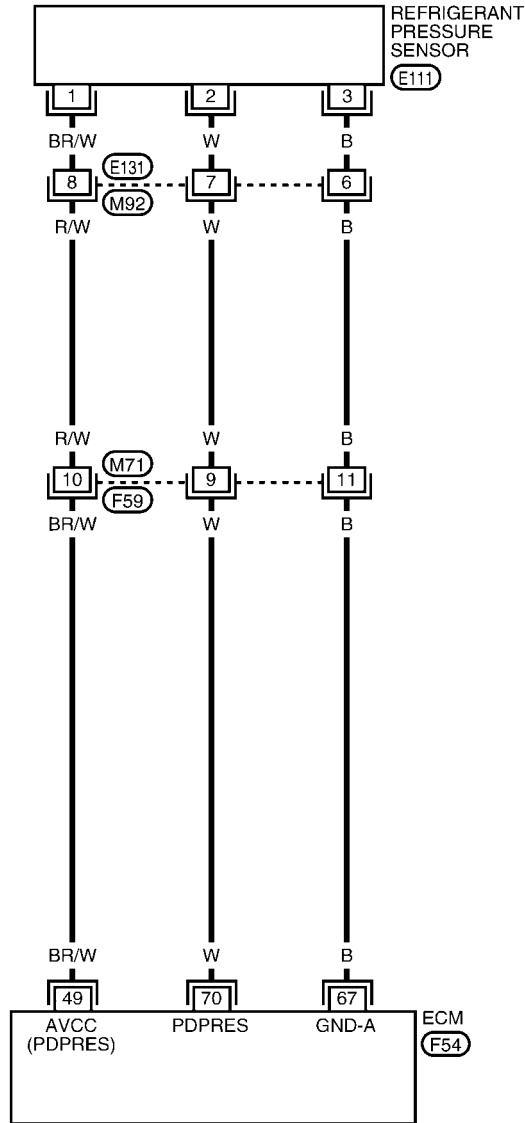 REFRIGERANT
PRESSURE
SENSOR
E111
1 2 3
BR/W W B
E131
8 7 6
M92
R/W W B
R/W W B
M71
10 9 11
F59
BR/W W B
BR/W W B
49 70 67
AVCC PDPRES GND-A
(PDPRES)
ECM
F54